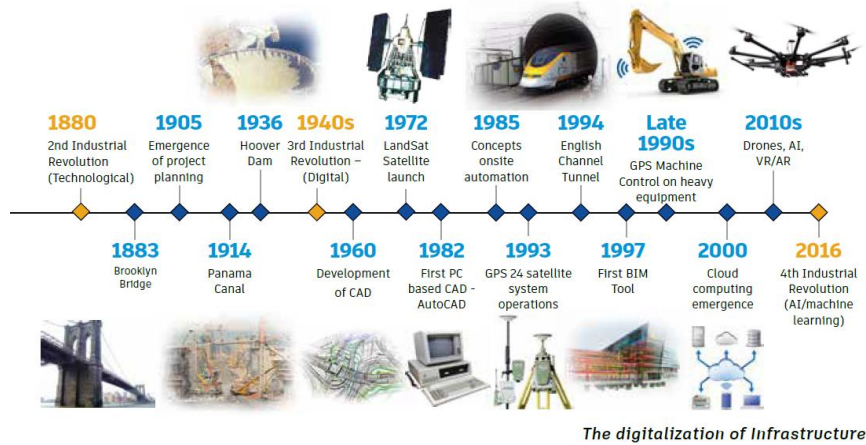 1880
2nd Industrial
Revolution
(Technological)
1905
Emergence
of project
planning
1936
Hoover
Dam
1940s
3rd Industrial
Revolution –
(Digital)
1972
LandSat
Satellite
launch
1985
Concepts
onsite
automation
1994
English
Channel
Tunnel
Late
1990s
GPS Machine
Control on heavy
equipment
2010s
Drones, AI,
VR/AR
1883
Brooklyn
Bridge
1914
Panama
Canal
1960
Development
of CAD
1982
First PC
based CAD -
AutoCAD
1993
GPS 24 satellite
system
operations
1997
First BIM
Tool
2000
Cloud
computing
emergence
2016
4th Industrial
Revolution
(AI/machine
learning)
The digitalization of Infrastructure